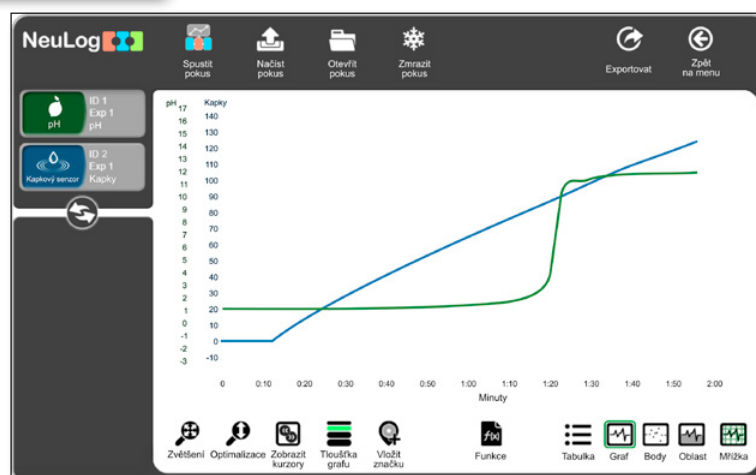 NeuLog
Spustit
pokus
Načíst
pokus
Otevřít
pokus
Zmrazit
pokus
Exportovat
Zpět
na menu
ID 1
Exp 1
pH
pH
ID 2
Exp 1
Kapky
Kapkový senzor
pH Kapky
17
16
15
14
13
12
11
10
9
8
7
6
5
4
3
2
1
0
-1
-2
-3
140
130
120
110
100
90
80
70
60
50
40
30
20
10
0
-10
0 0:10 0:20 0:30 0:40 0:50 1:00 1:10 1:20 1:30 1:40 1:50 2:00
Minuty
Zvětšení
Optimalizace
Zobrazit
kurzory
Tloušťka
grafu
Vložit
značku
f(x)
Funkce
Tabulka
Graf
Body
Oblast
Mřížka